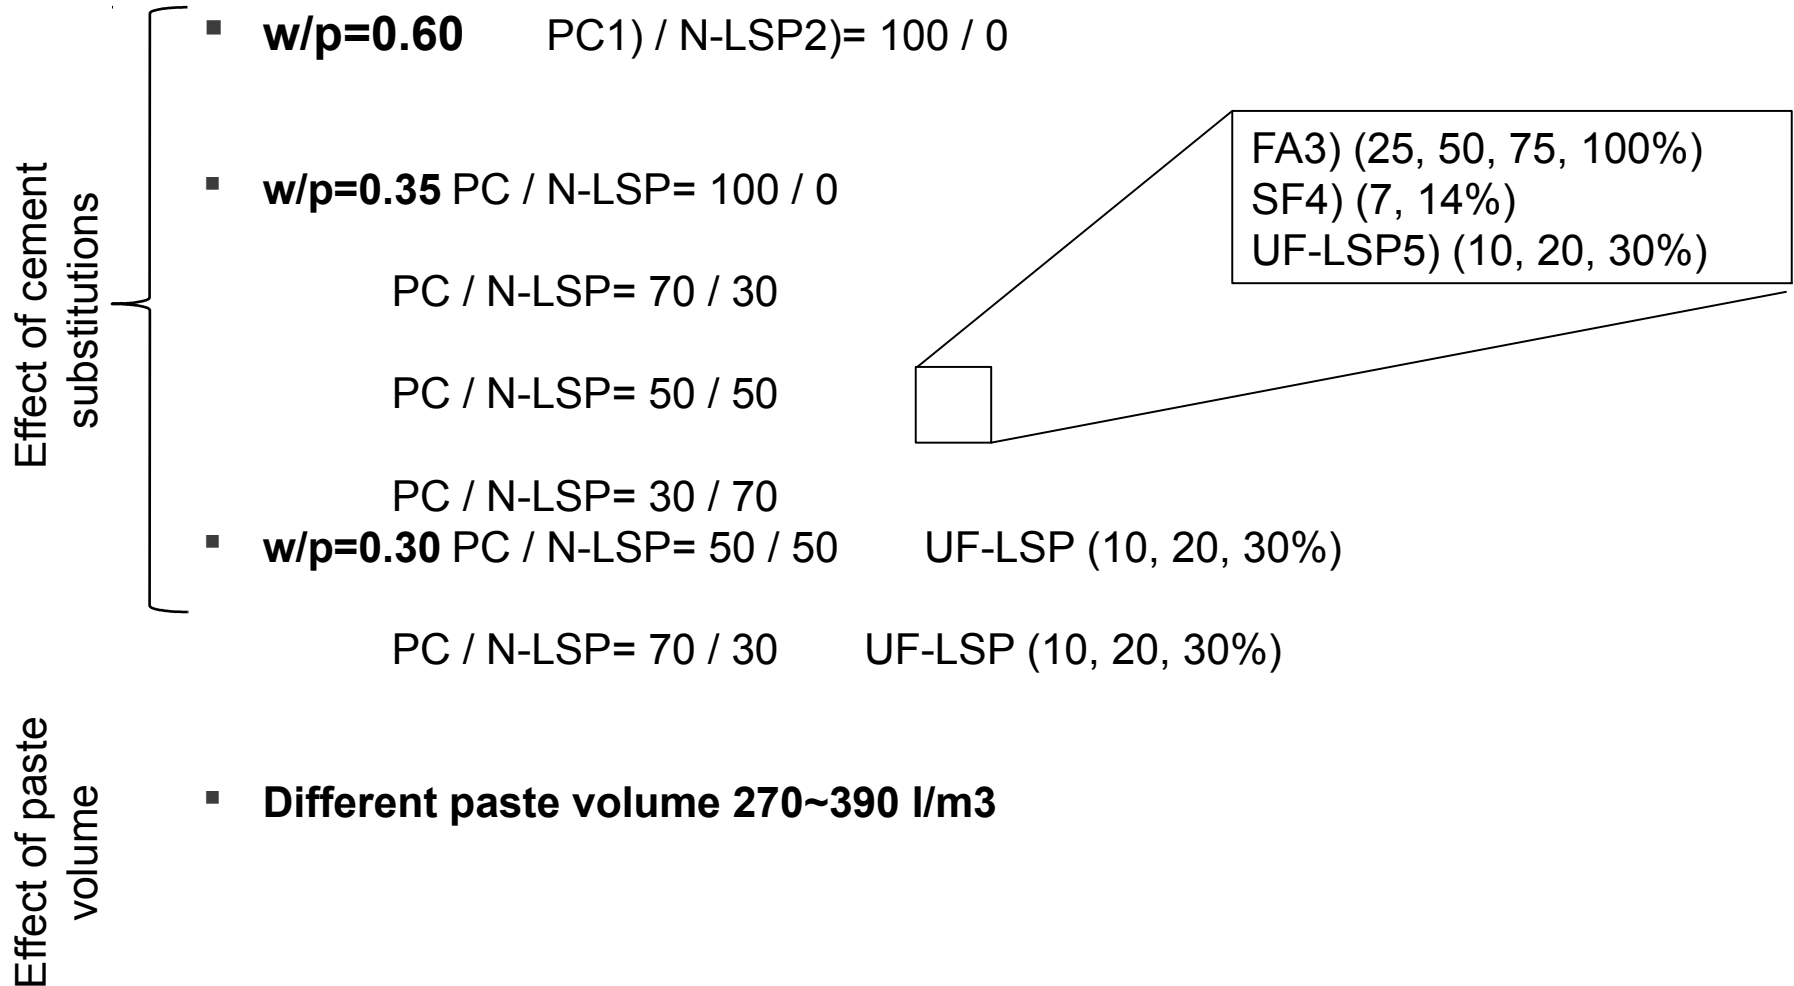 Effect of cement
substitutions
w/p=0.60 PC1) / N-LSP2)= 100 / 0
w/p=0.35 PC / N-LSP= 100 / 0
PC / N-LSP= 70 / 30
PC / N-LSP= 50 / 50
PC / N-LSP= 30 / 70
FA3) (25, 50, 75, 100%)
SF4) (7, 14%)
UF-LSP5) (10, 20, 30%)
w/p=0.30 PC / N-LSP= 50 / 50 UF-LSP (10, 20, 30%)
PC / N-LSP= 70 / 30 UF-LSP (10, 20, 30%)
Effect of paste
volume
Different paste volume 270~390 l/m3